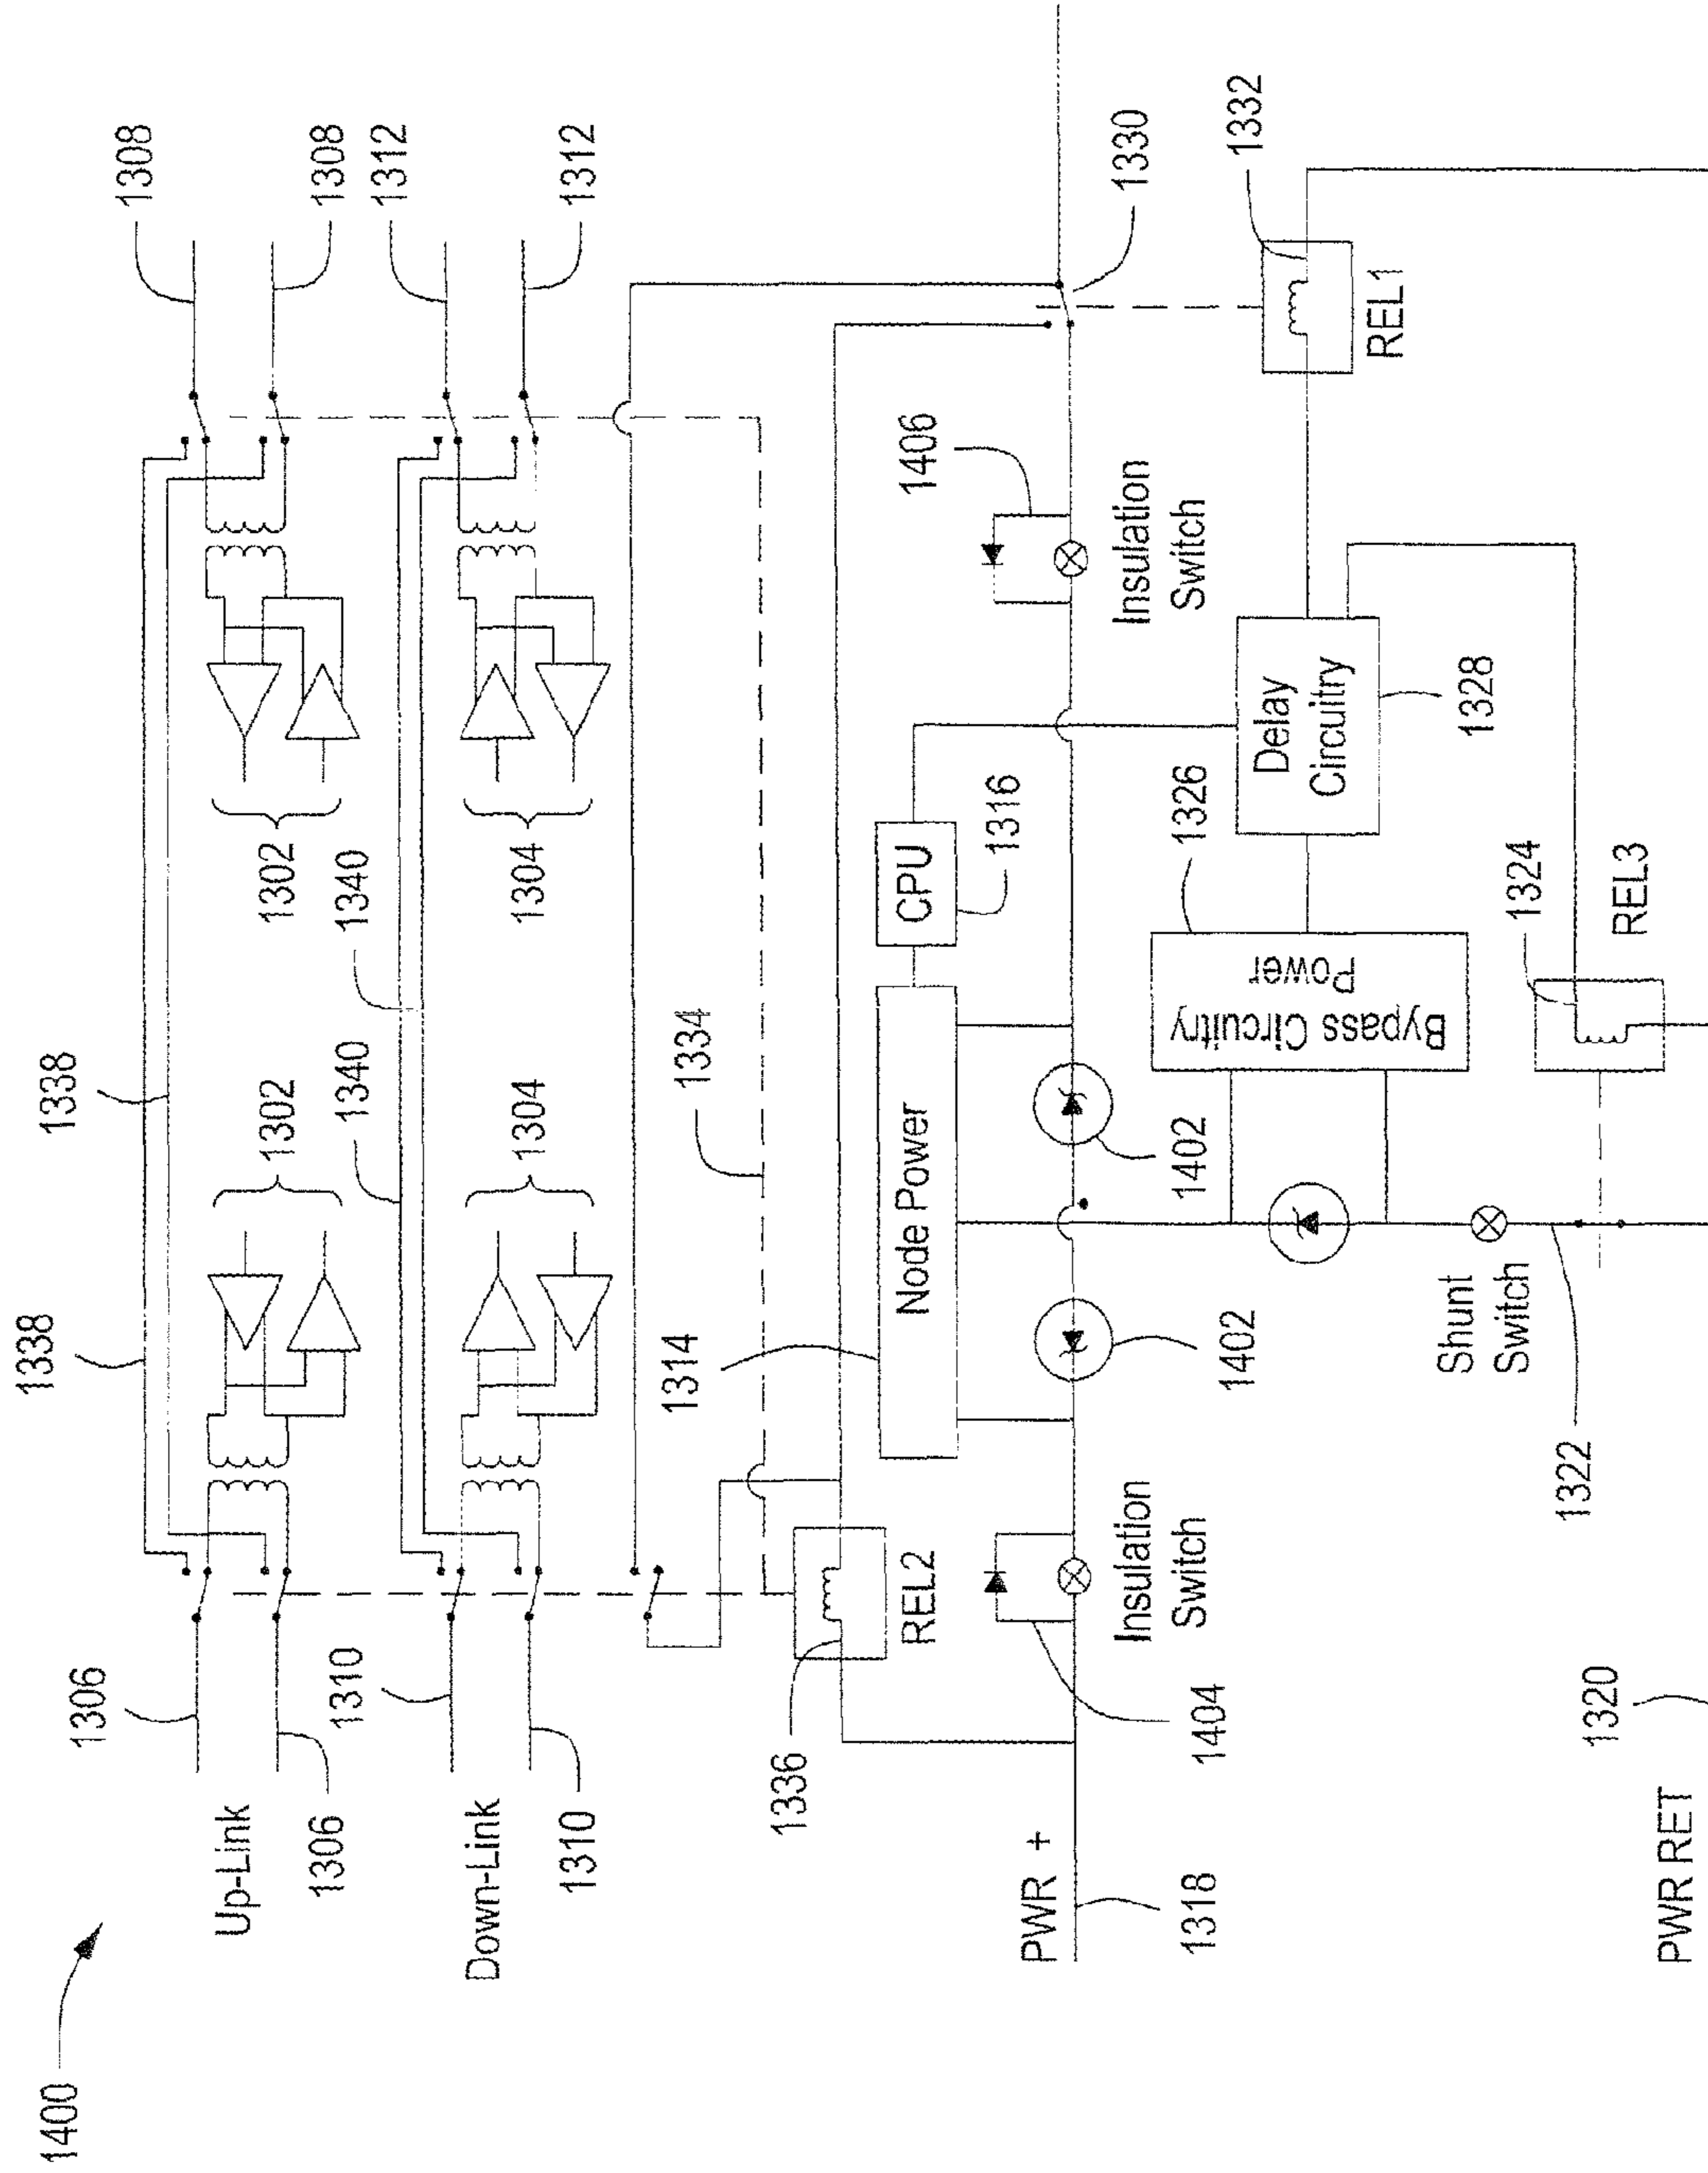 1400
1338
1338
1308
1308
1312
1312
1306
Up-Link
1306
1310
Down-Link
1310
1302
1302
1304
1304
1340
1340
1334
1314
1336
REL2
Node Power
CPU
1316
1406
1330
1332
REL1
PWR +
1318
1404
Insulation
Switch
1402
1402
Insulation
Switch
Bypass Circuitry
Power
1326
Delay
Circuitry
1328
1324
REL3
Shunt
Switch
1322
1320
PWR RET